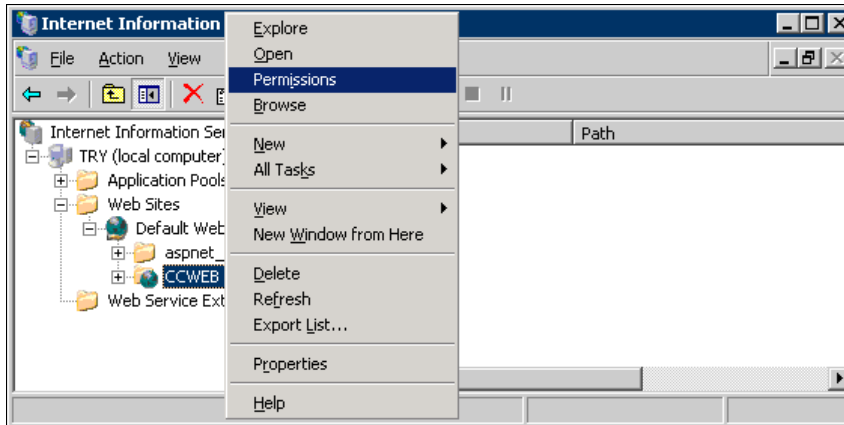 Internet Information
File Action View
Internet Information Ser
TRY (local computer)
Application Pools
Web Sites
Default Web
aspnet_
CCWEB
Web Service Ext
Explore
Open
Permissions
Browse
New
All Tasks
View
New Window from Here
Delete
Refresh
Export List...
Properties
Help
Path